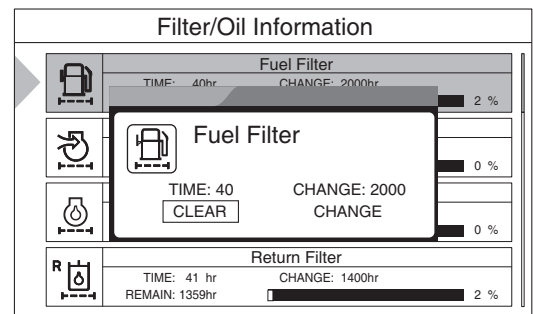 Filter/Oil Information
Fuel Filter
TIME: 40hr CHANGE: 2000hr
2 %
Fuel Filter
0 %
TIME: 40 CHANGE: 2000
CLEAR CHANGE
0 %
Return Filter
R
TIME: 41 hr CHANGE: 1400hr
REMAIN: 1359hr 2 %